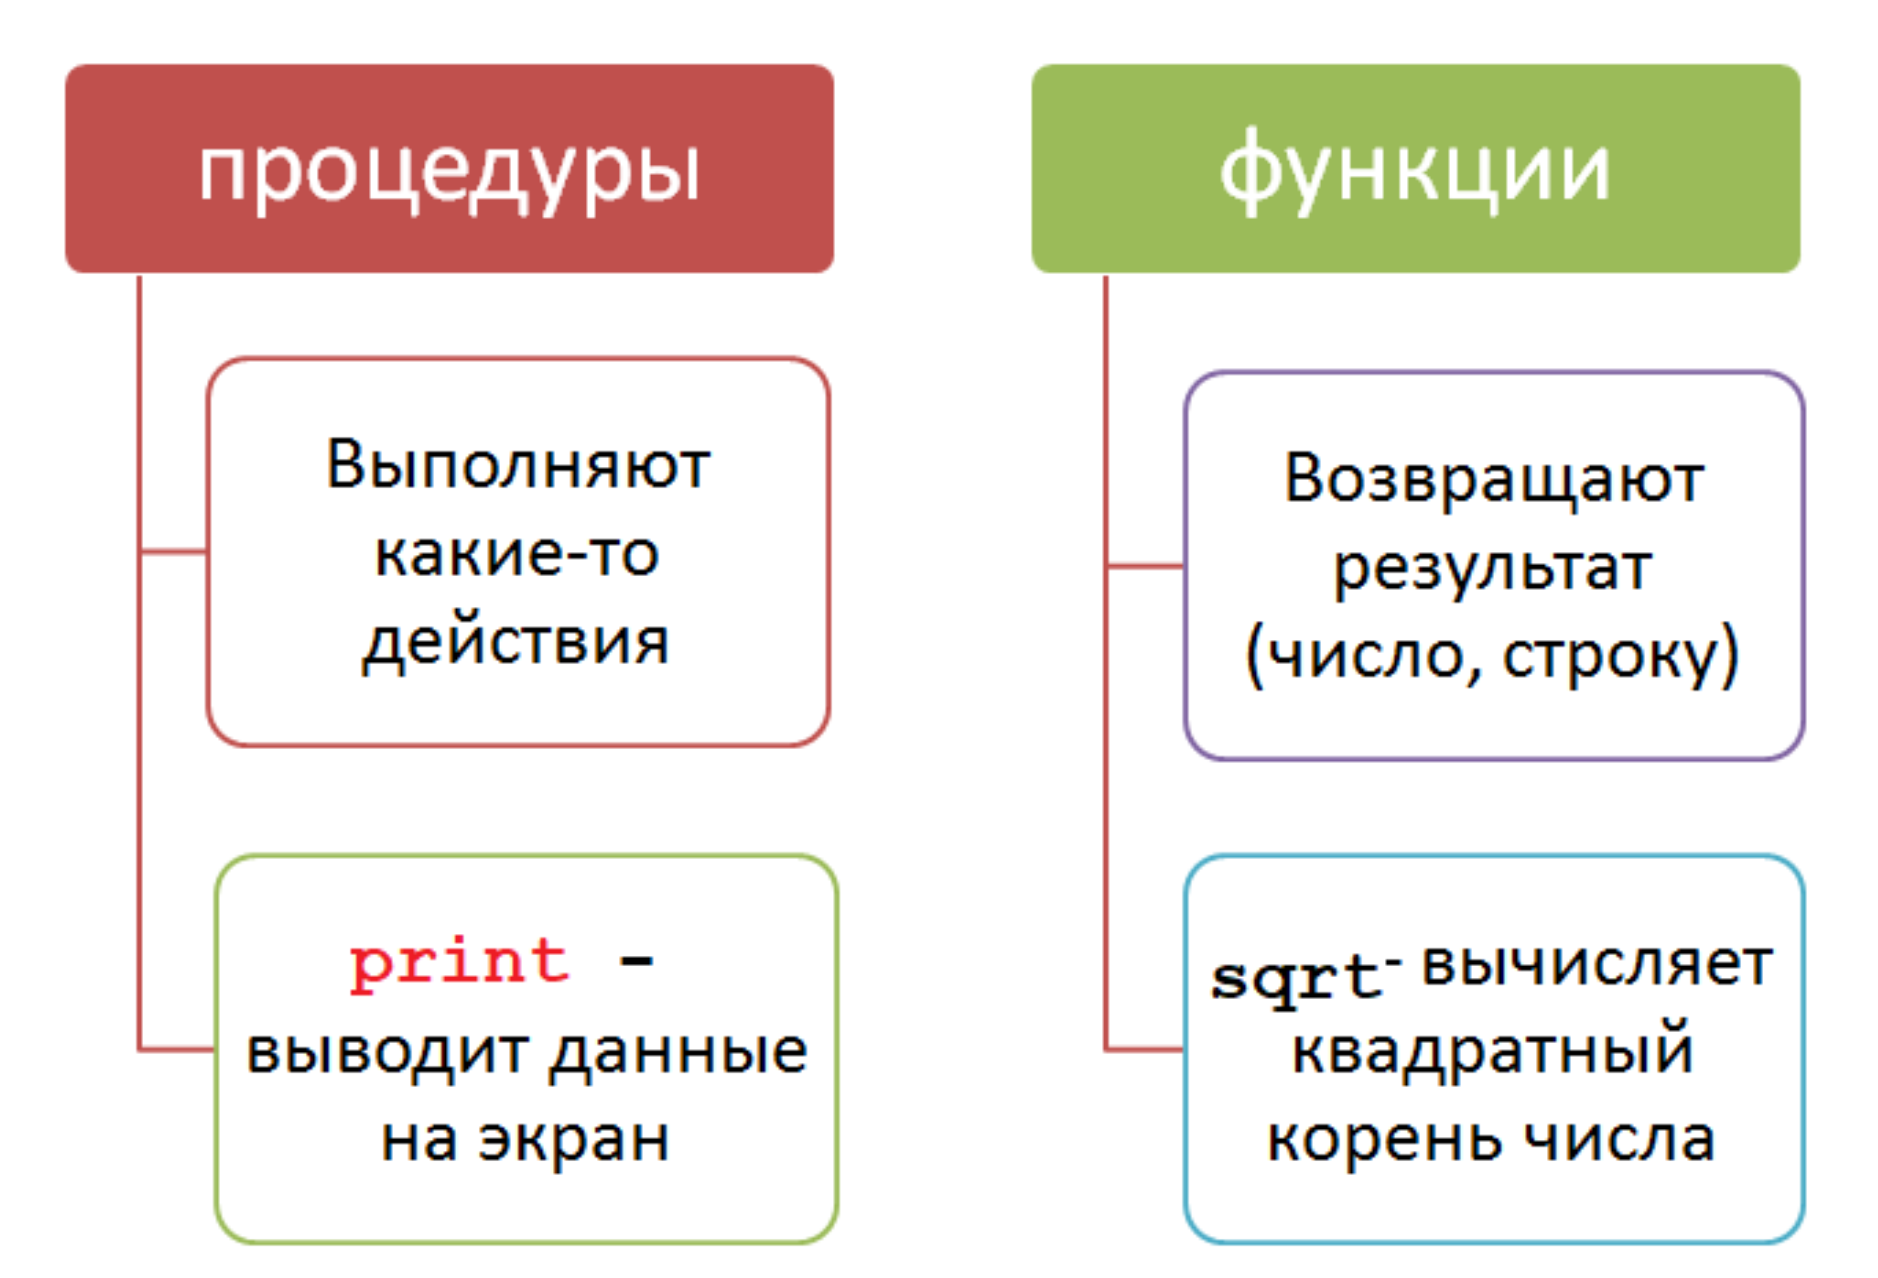 процедуры
Выполняют
какие-то
действия
print -
выводит данные
на экран
функции
Возвращают
результат
(число, строку)
sqrt- вычисляет
квадратный
корень числа